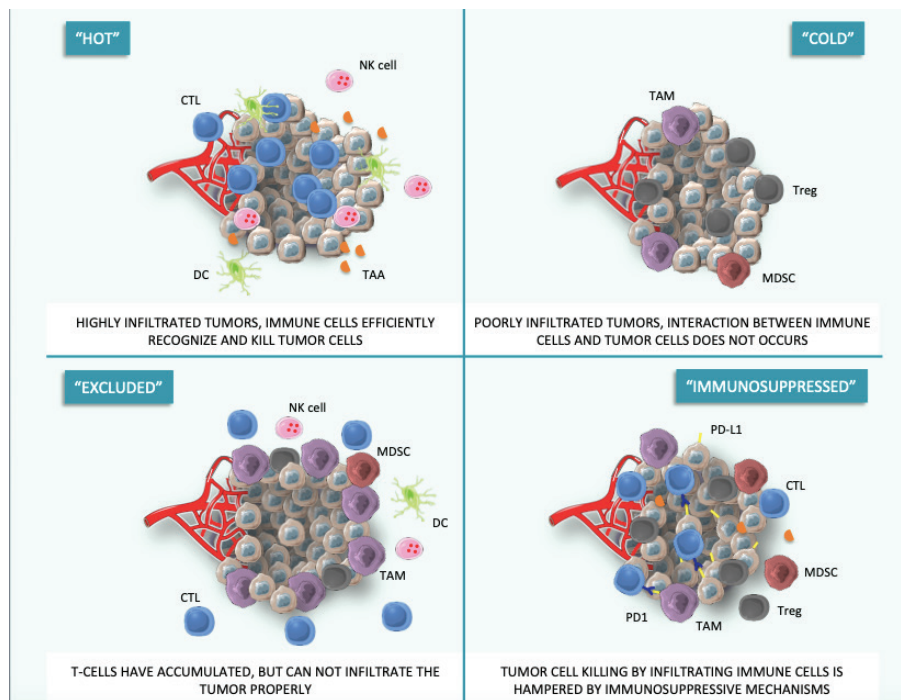 "HOT"
NK cell
CTL
DC
TAA
HIGHLY INFILTRATED TUMORS, IMMUNE CELLS EFFICIENTLY
RECOGNIZE AND KILL TUMOR CELLS
"COLD"
TAM
Treg
MDSC
POORLY INFILTRATED TUMORS, INTERACTION BETWEEN IMMUNE
CELLS AND TUMOR CELLS DOES NOT OCCURS
"EXCLUDED"
NK cell
MDSC
DC
TAM
CTL
T-CELLS HAVE ACCUMULATED, BUT CAN NOT INFILTRATE THE
TUMOR PROPERLY
"IMMUNOSUPPRESSED"
PD-L1
CTL
MDSC
Treg
PD1
TAM
TUMOR CELL KILLING BY INFILTRATING IMMUNE CELLS IS
HAMPERED BY IMMUNOSUPPRESSIVE MECHANISMS